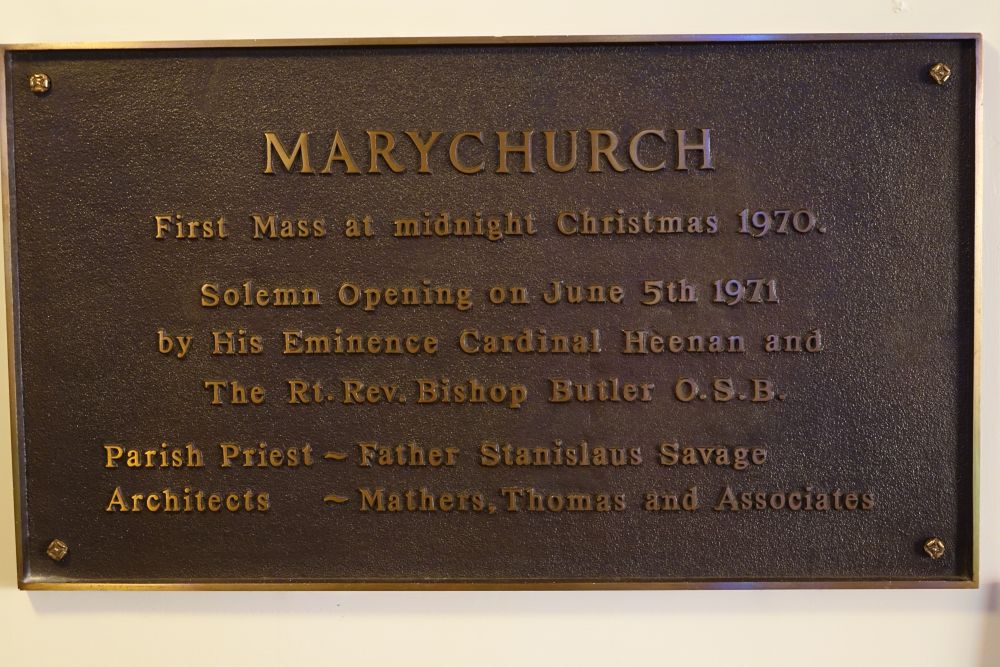 MARYCHURCH
First Mass at midnight Christmas 1970.
Solemn Opening on June 5th 1971
by His Eminence Cardinal Heenan and
The Rt. Rev. Bishop Butler O.S.B.
Parish Priest ~ Father Stanislaus Savage
Architects ~ Mathers, Thomas and Associates